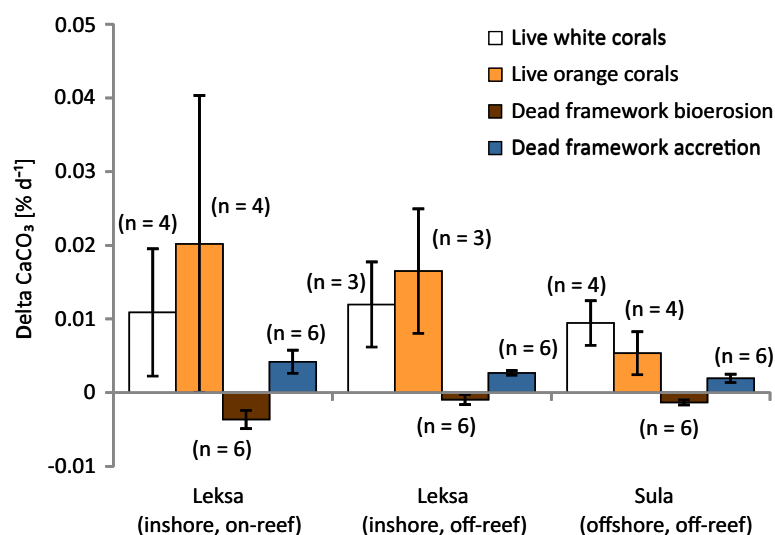 0.05
0.04
0.03
0.02
0.01
0
-0.01
Delta CaCO₃ [% d⁻¹]
Live white corals
Live orange corals
Dead framework bioerosion
Dead framework accretion
(n = 4)
(n = 4)
(n = 6)
(n = 6)
(n = 3)
(n = 3)
(n = 6)
(n = 6)
(n = 4)
(n = 4)
(n = 6)
(n = 6)
Leksa
(inshore, on-reef)
Leksa
(inshore, off-reef)
Sula
(offshore, off-reef)